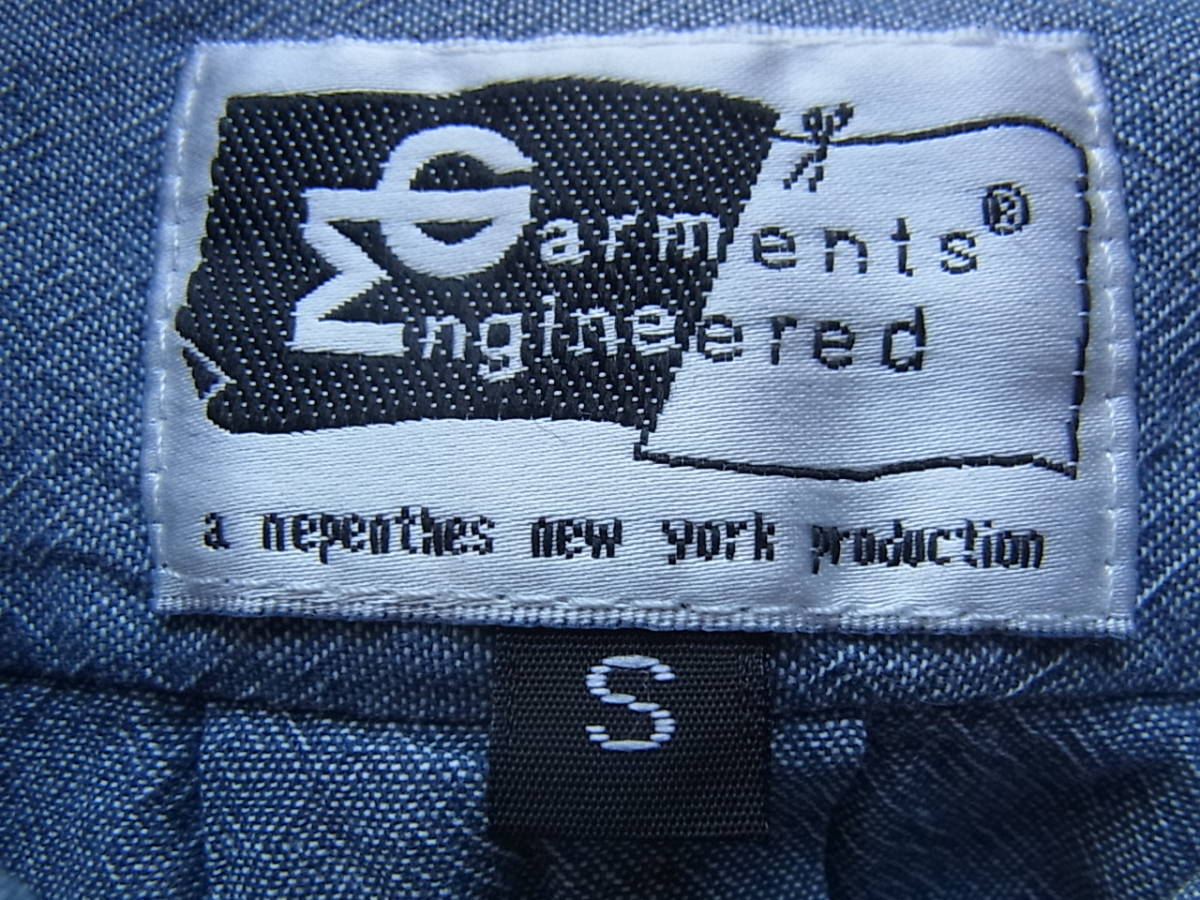 Garments®
Engineered
a nepenthes new york production
S